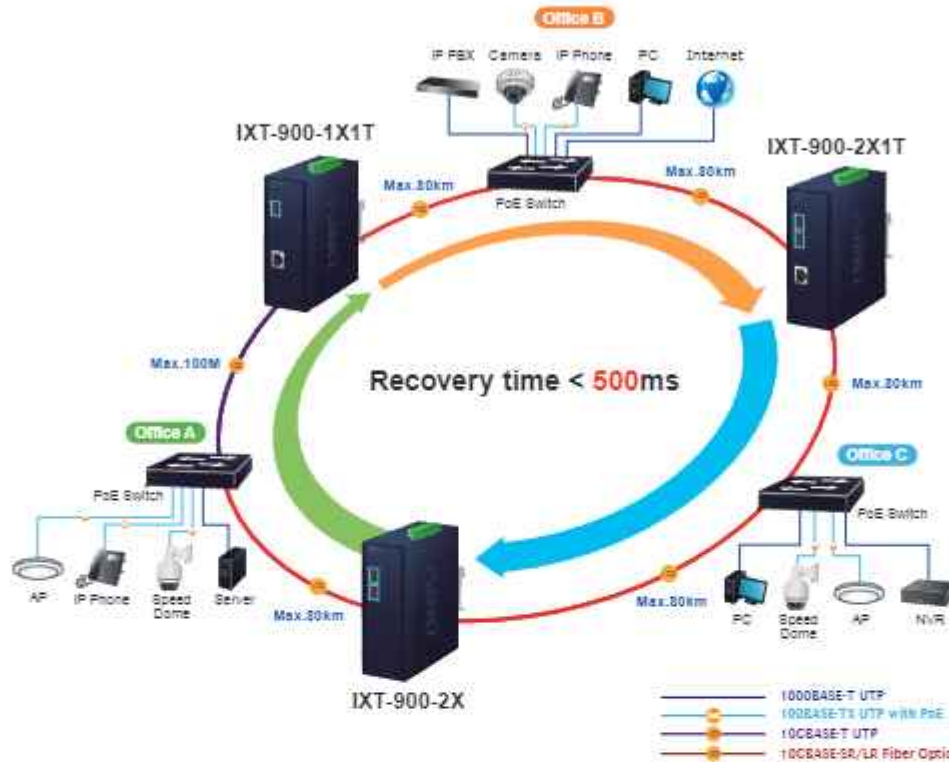 Office B
IP PBX
Camera
IP Phone
PC
Internet
IXT-900-1X1T
IXT-900-2X1T
Max.80km
Max.80km
PoE Switch
Max.100M
Recovery time < 500ms
Max.80km
Office A
Office C
PoE Switch
PoE Switch
AP
IP Phone
Speed
Dome
Server
Max.80km
Max.80km
PC
Speed
Dome
AP
NVR
IXT-900-2X
1000BASE-T UTP
100BASE-TX UTP with PoE
10GBASE-T UTP
10GBASE-SR/LR Fiber Optic